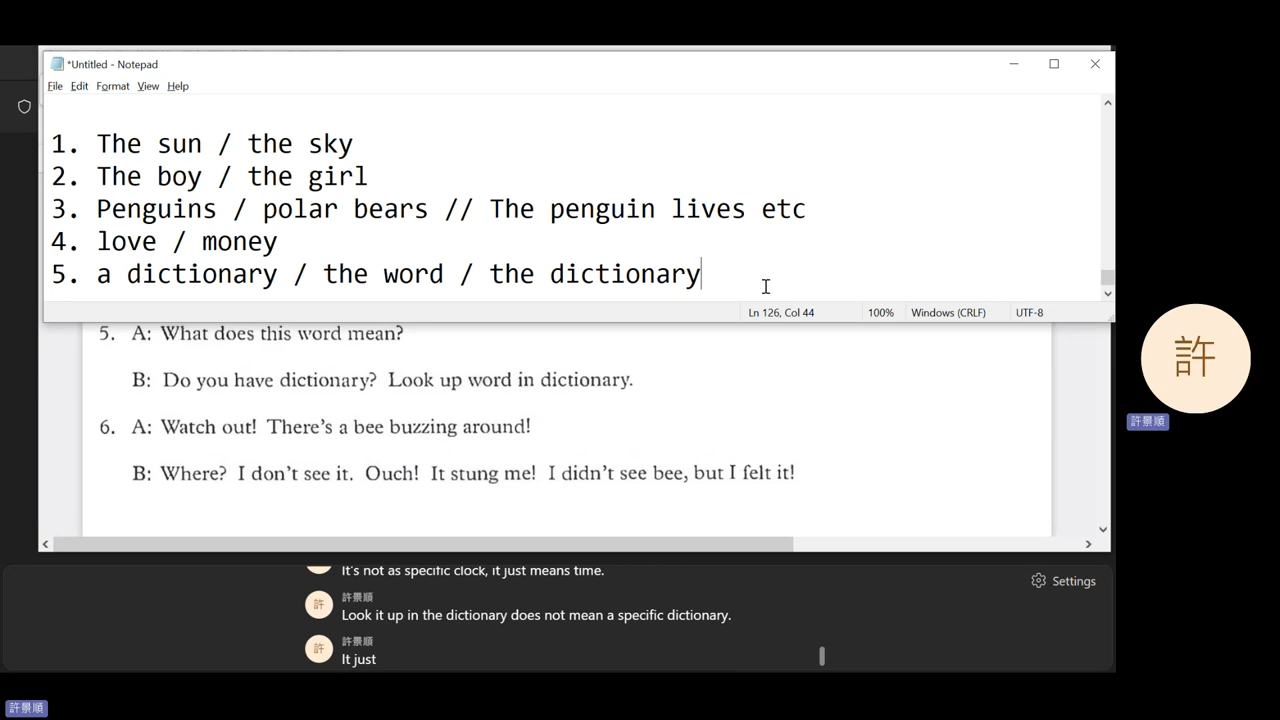 *Untitled - Notepad
File Edit Format View Help
1. The sun / the sky
2. The boy / the girl
3. Penguins / polar bears // The penguin lives etc
4. love / money
5. a dictionary / the word / the dictionary
Ln 126, Col 44 100% Windows (CRLF) UTF-8
5. A: What does this word mean?
B: Do you have dictionary? Look up word in dictionary.
6. A: Watch out! There's a bee buzzing around!
B: Where? I don't see it. Ouch! It stung me! I didn't see bee, but I felt it!
It's not as specific clock, it just means time.
許景順
許
Look it up in the dictionary does not mean a specific dictionary.
許景順
許
It just
Settings
許
許景順
許景順